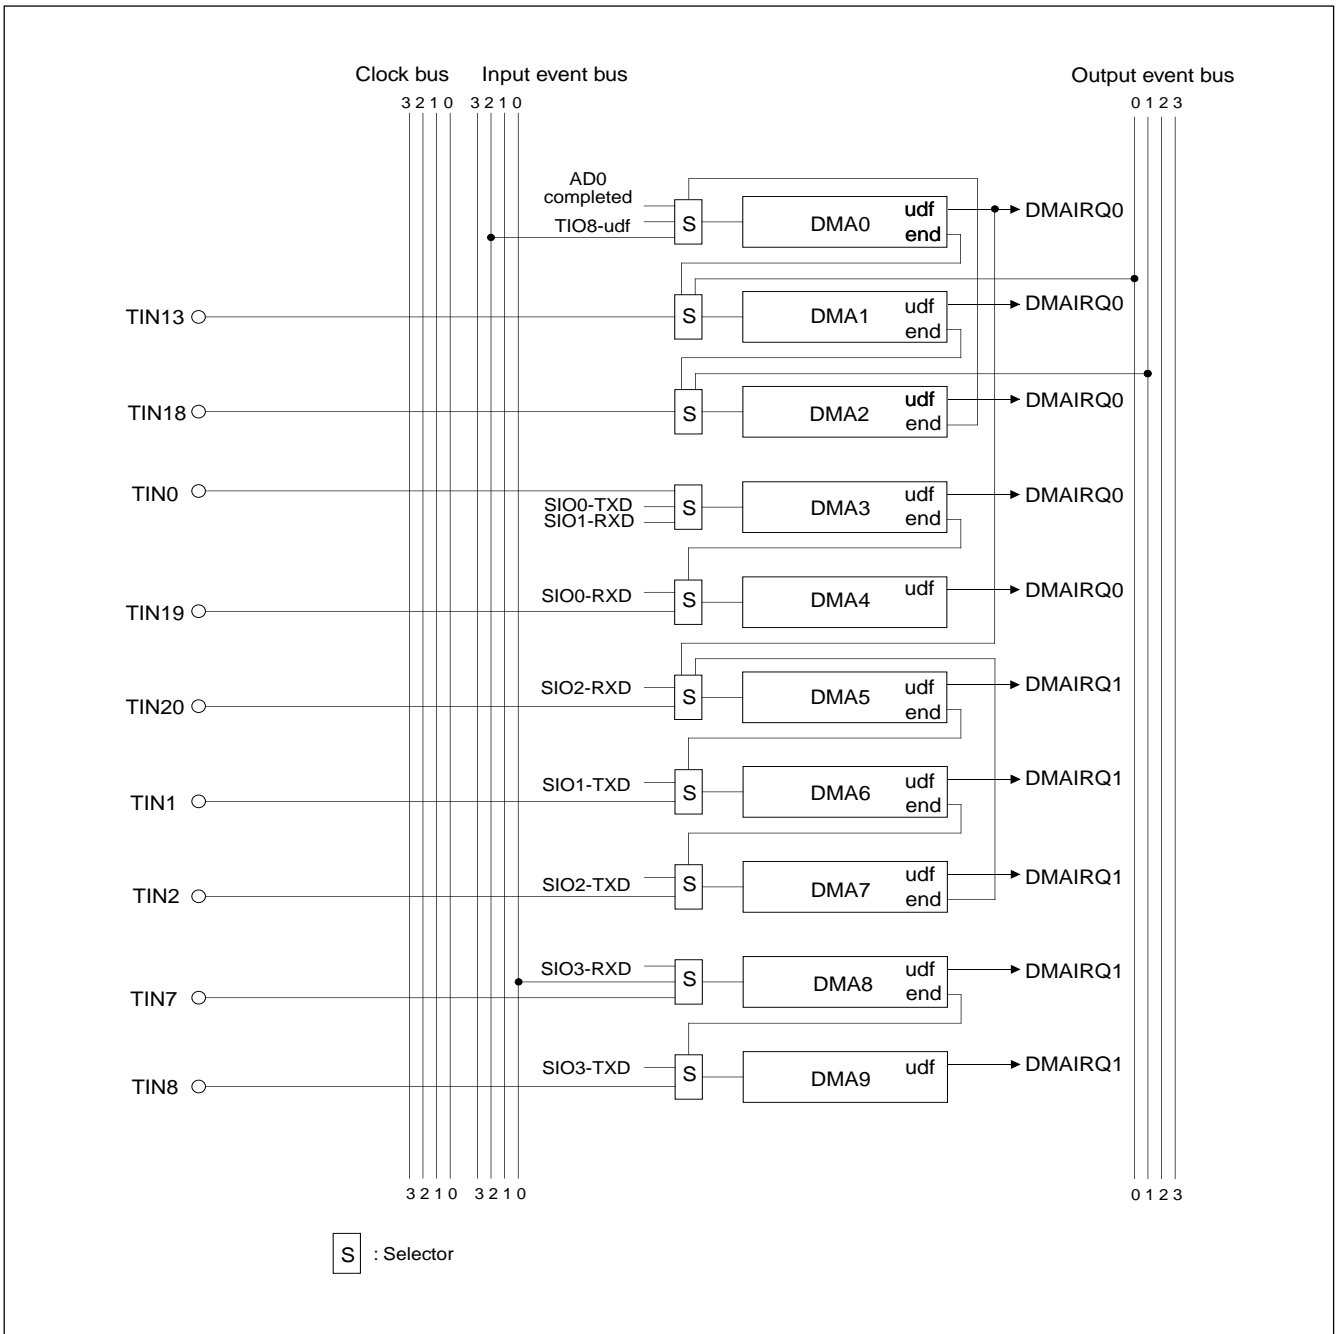 Clock bus Input event bus Output event bus
3 2 1 0 3 2 1 0 0 1 2 3
AD0
completed
TIO8-udf
S
DMA0
udf
end
DMAIRQ0
TIN13
S
DMA1
udf
end
DMAIRQ0
TIN18
S
DMA2
udf
end
DMAIRQ0
TIN0
SIO0-TXD
SIO1-RXD
S
DMA3
udf
end
DMAIRQ0
TIN19
SIO0-RXD
S
DMA4
udf
DMAIRQ0
TIN20
SIO2-RXD
S
DMA5
udf
end
DMAIRQ1
TIN1
SIO1-TXD
S
DMA6
udf
end
DMAIRQ1
TIN2
SIO2-TXD
S
DMA7
udf
end
DMAIRQ1
TIN7
SIO3-RXD
S
DMA8
udf
end
DMAIRQ1
TIN8
SIO3-TXD
S
DMA9
udf
DMAIRQ1
3 2 1 0 3 2 1 0 0 1 2 3
S : Selector